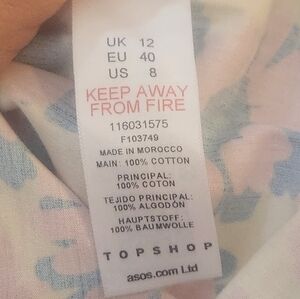 UK 12
EU 40
US 8
KEEP AWAY
FROM FIRE
116031575
F103749
MADE IN MOROCCO
MAIN: 100% COTTON
PRINCIPAL:
100% COTON
TEJIDO PRINCIPAL:
100% ALGODÓN
HAUPTSTOFF:
100% BAUMWOLLE
TOPSHOP
asos.com Ltd